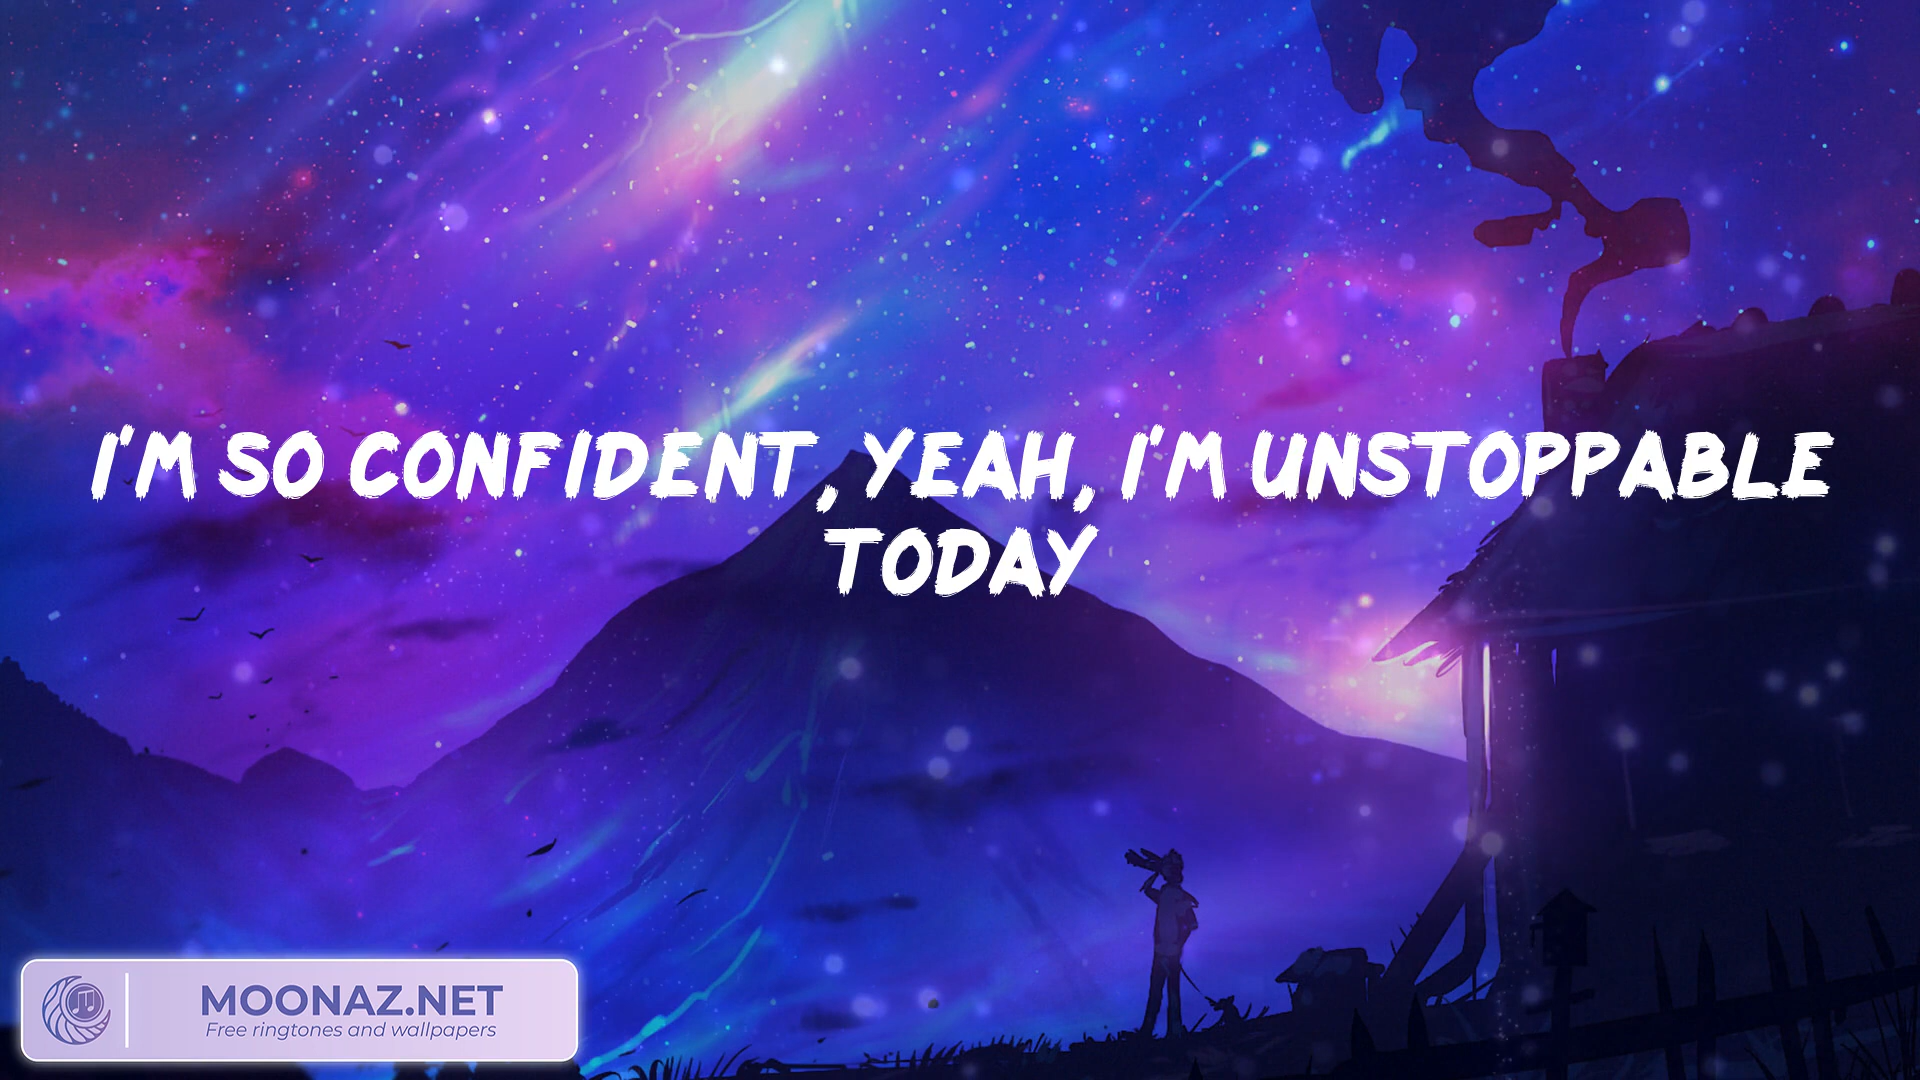 I'M SO CONFIDENT, YEAH, I'M UNSTOPPABLE
TODAY
MOONAZ.NET
Free ringtones and wallpapers